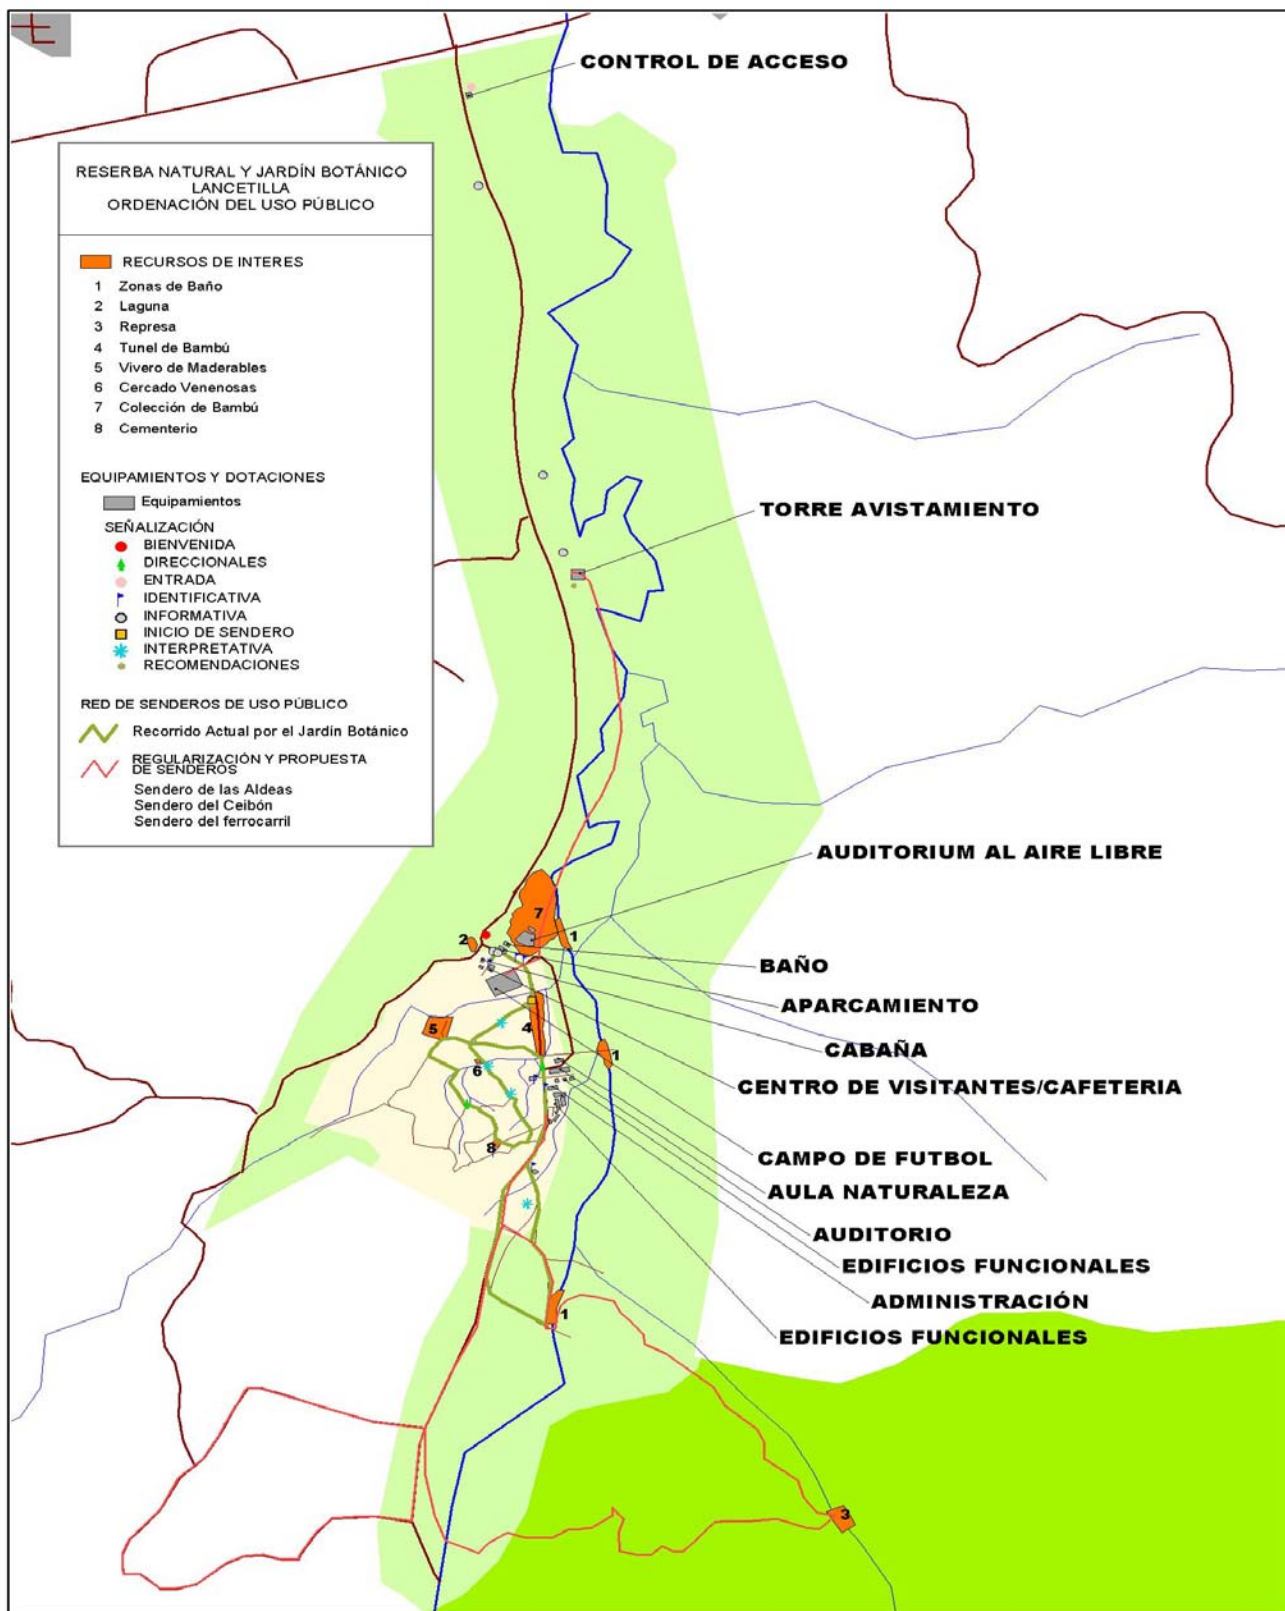 CONTROL DE ACCESO
RESERBA NATURAL Y JARDÍN BOTÁNICO
LANCETILLA
ORDENACIÓN DEL USO PÚBLICO
RECURSOS DE INTERES
1 Zonas de Baño
2 Laguna
3 Represa
4 Tunel de Bambú
5 Vivero de Maderables
6 Cercado Venenosas
7 Colección de Bambú
8 Cementerio
EQUIPAMIENTOS Y DOTACIONES
Equipamientos
SEÑALIZACIÓN
BIENVENIDA
DIRECCIONALES
ENTRADA
IDENTIFICATIVA
INFORMATIVA
INICIO DE SENDERO
INTERPRETATIVA
RECOMENDACIONES
RED DE SENDEROS DE USO PÚBLICO
Recorrido Actual por el Jardín Botánico
REGULARIZACIÓN Y PROPUESTA
DE SENDEROS
Sendero de las Aldeas
Sendero del Ceibón
Sendero del ferrocarril
TORRE AVISTAMIENTO
AUDITORIUM AL AIRE LIBRE
7
2
1
BAÑO
APARCAMIENTO
5
4
CABAÑA
1
6
CENTRO DE VISITANTES/CAFETERIA
8
CAMPO DE FUTBOL
AULA NATURALEZA
AUDITORIO
EDIFICIOS FUNCIONALES
ADMINISTRACIÓN
1
EDIFICIOS FUNCIONALES
3